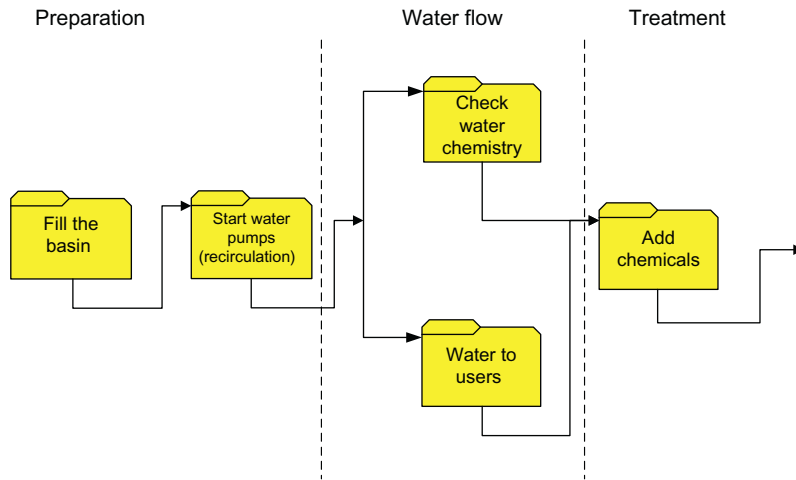 Preparation
Water flow
Treatment
Fill the
basin
Start water
pumps
(recirculation)
Check
water
chemistry
Water to
users
Add
chemicals